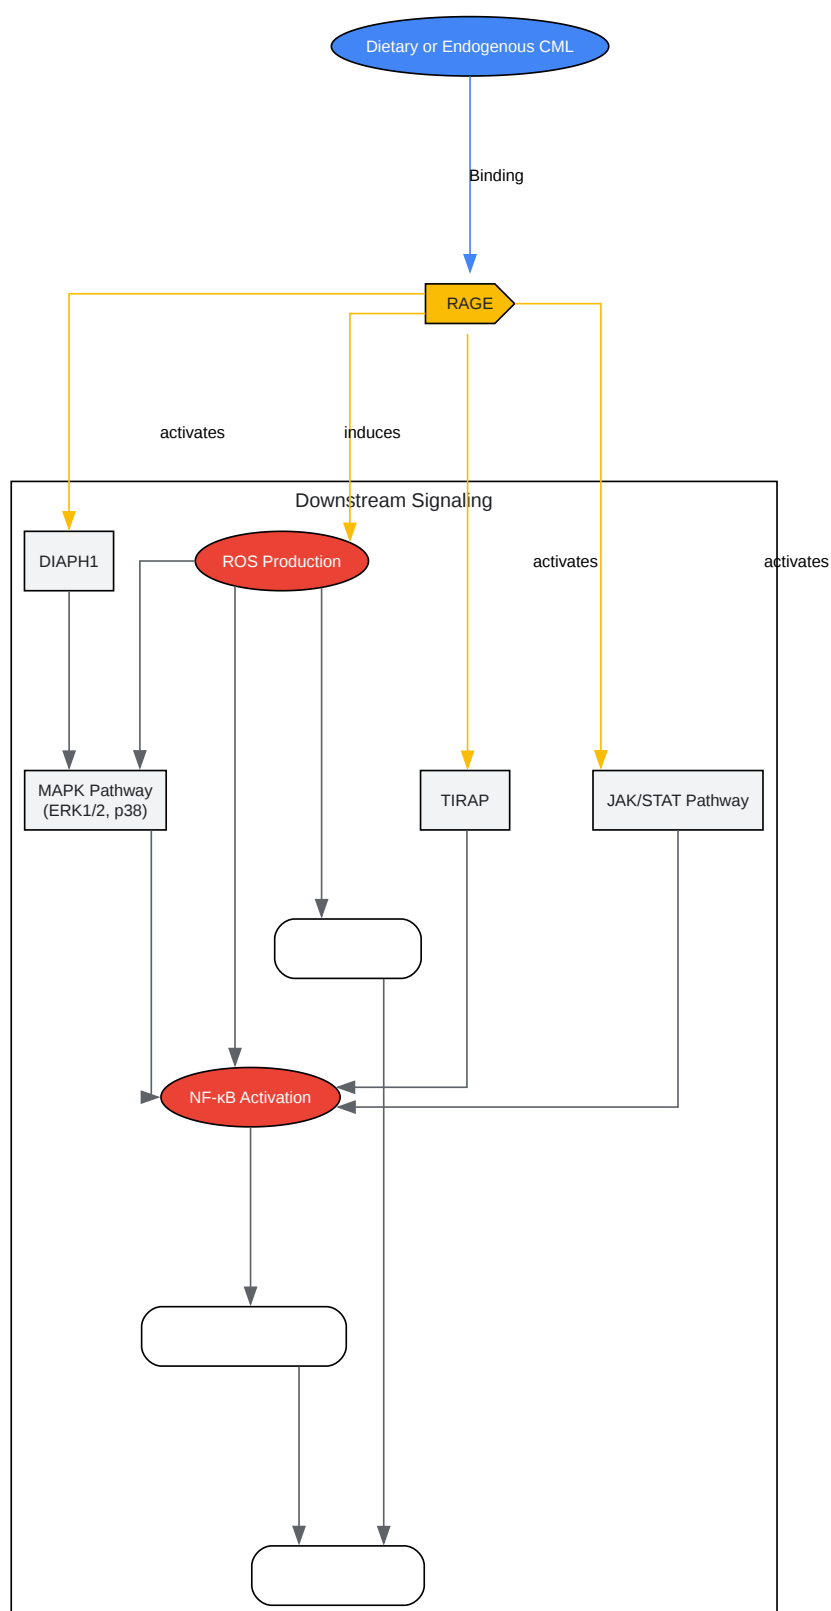 Dietary or Endogenous CML
Binding
RAGE
activates
induces
Downstream Signaling
DIAPH1
ROS Production
activates
activates
MAPK Pathway
(ERK1/2, p38)
TIRAP
JAK/STAT Pathway
NF-κB Activation